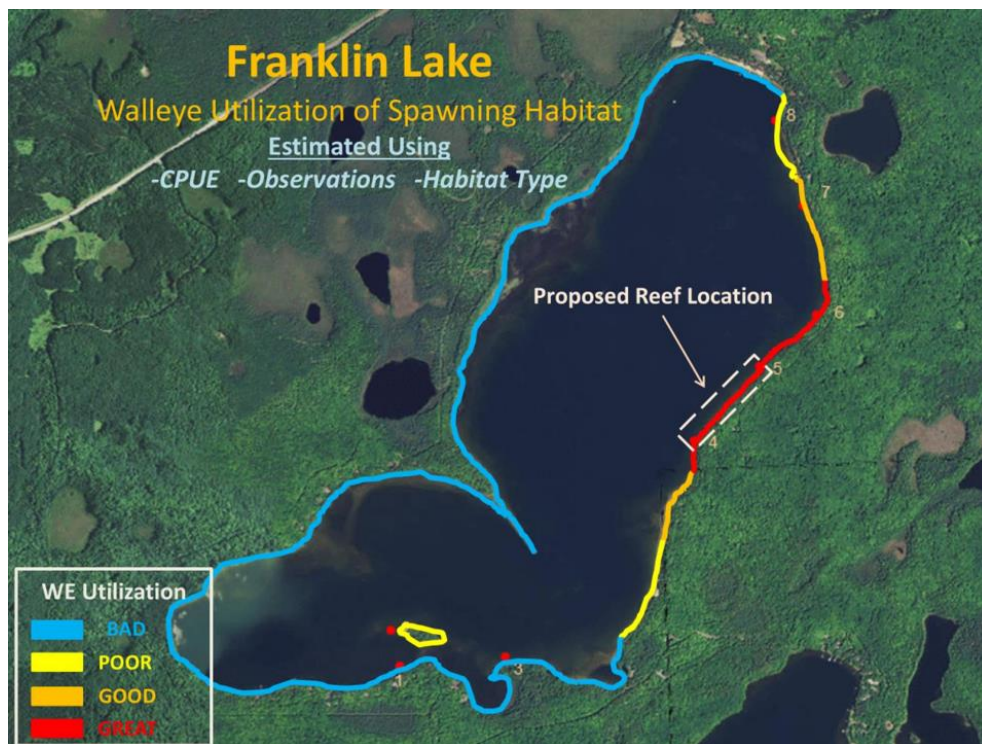 Franklin Lake
Walleye Utilization of Spawning Habitat
Estimated Using
-CPUE -Observations -Habitat Type
8
7
Proposed Reef Location
6
5
4
3
1
WE Utilization
BAD
POOR
GOOD
GREAT